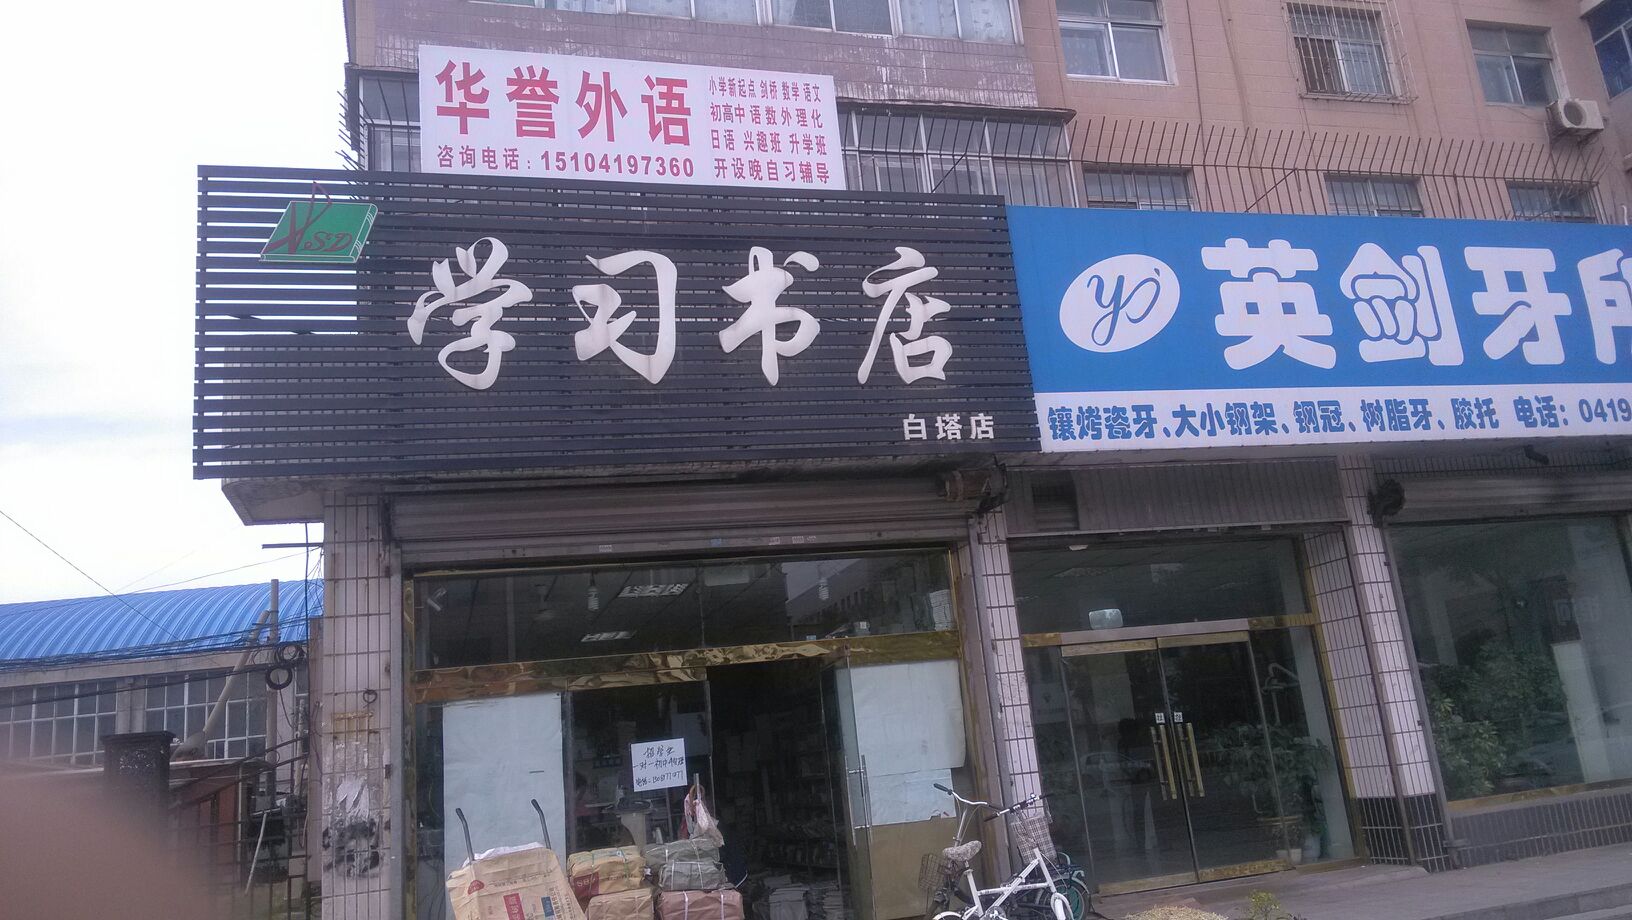 华誉外语
小学新起点 剑桥 数学 语文
初高中 语数外理化
日语 兴趣班 升学班
咨询电话：15104197360
开设晚自习辅导
XSD
学习书店
白塔店
yj
英剑牙所
镶烤瓷牙、大小钢架、钢冠、树脂牙、胶托 电话：0419